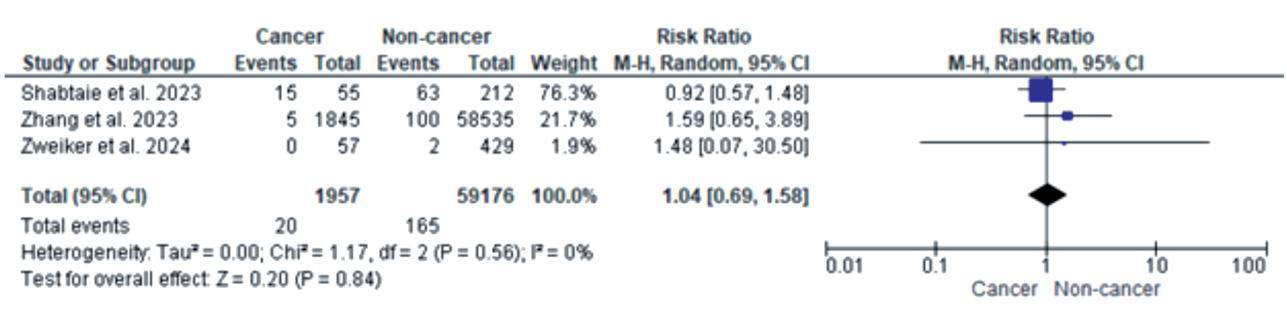 Cancer Non-cancer Risk Ratio Risk Ratio
Study or Subgroup Events Total Events Total Weight M-H, Random, 95% CI M-H, Random, 95% CI
Shabtaie et al. 2023 15 55 63 212 76.3% 0.92 [0.57, 1.48]
Zhang et al. 2023 5 1845 100 58535 21.7% 1.59 [0.65, 3.89]
Zweiker et al. 2024 0 57 2 429 1.9% 1.48 [0.07, 30.50]
Total (95% CI) 1957 59176 100.0% 1.04 [0.69, 1.58]
Total events 20 165
Heterogeneity: Tau² = 0.00; Chi² = 1.17, df = 2 (P = 0.56); I² = 0%
Test for overall effect: Z = 0.20 (P = 0.84)
0.01 0.1 1 10 100
Cancer Non-cancer